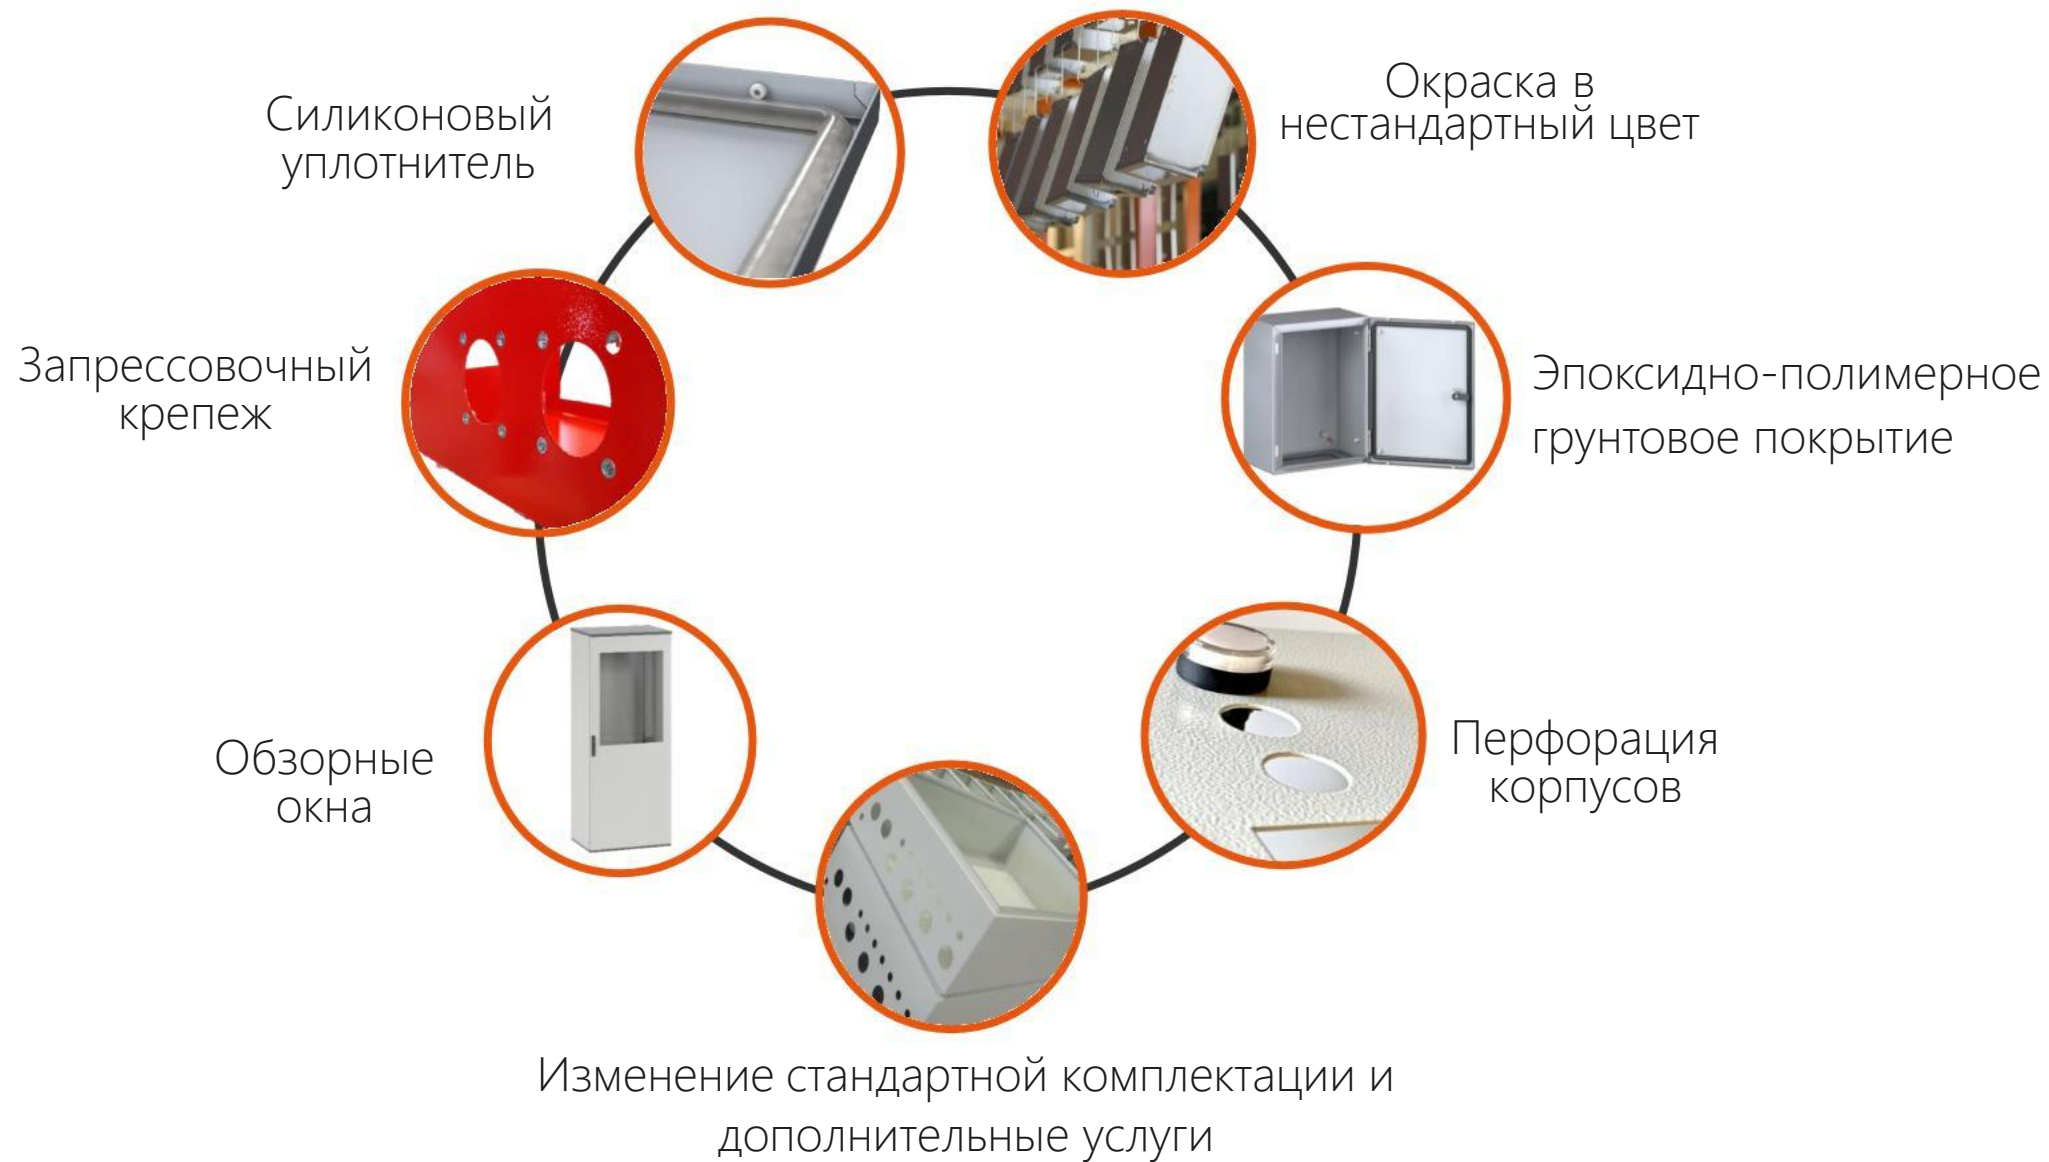 Силиконовый
уплотнитель
Окраска в
нестандартный цвет
Запрессовочный
крепеж
Эпоксидно-полимерное
грунтовое покрытие
Обзорные
окна
Перфорация
корпусов
Изменение стандартной комплектации и
дополнительные услуги